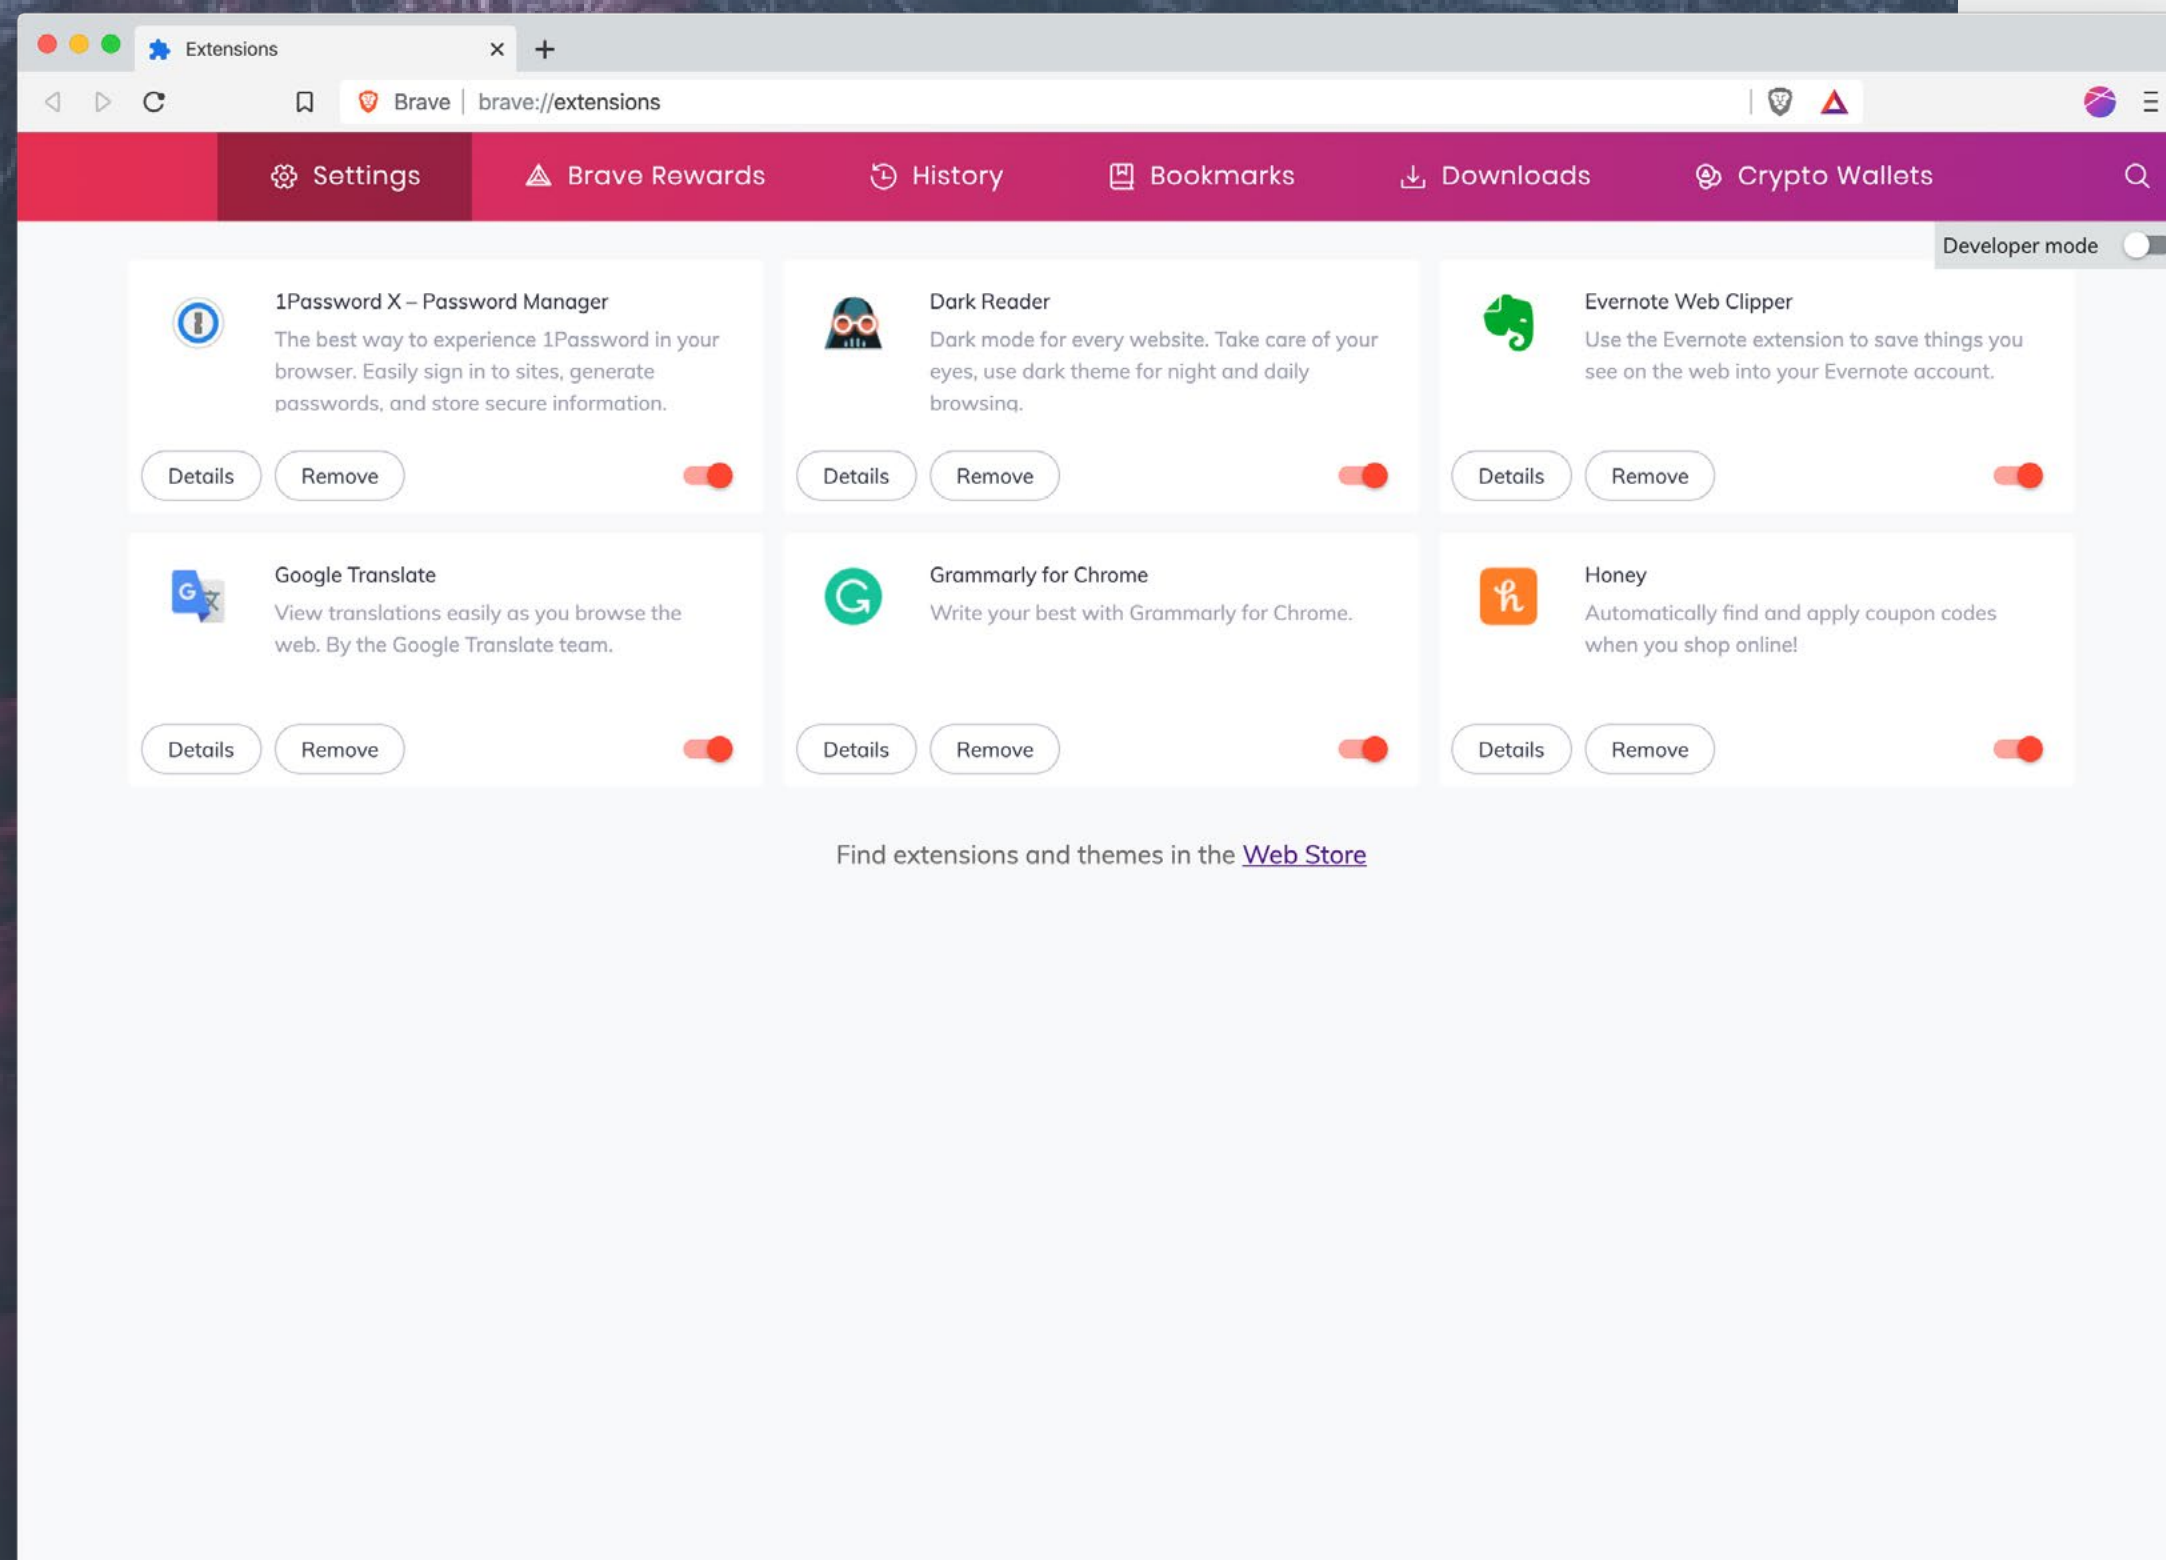 Extensions
Brave | brave://extensions
Settings
Brave Rewards
History
Bookmarks
Downloads
Crypto Wallets
Developer mode
1Password X – Password Manager
The best way to experience 1Password in your
browser. Easily sign in to sites, generate
passwords, and store secure information.
Details
Remove
Dark Reader
Dark mode for every website. Take care of your
eyes, use dark theme for night and daily
browsing.
Details
Remove
Evernote Web Clipper
Use the Evernote extension to save things you
see on the web into your Evernote account.
Details
Remove
Google Translate
View translations easily as you browse the
web. By the Google Translate team.
Details
Remove
Grammarly for Chrome
Write your best with Grammarly for Chrome.
Details
Remove
Honey
Automatically find and apply coupon codes
when you shop online!
Details
Remove
Find extensions and themes in the Web Store